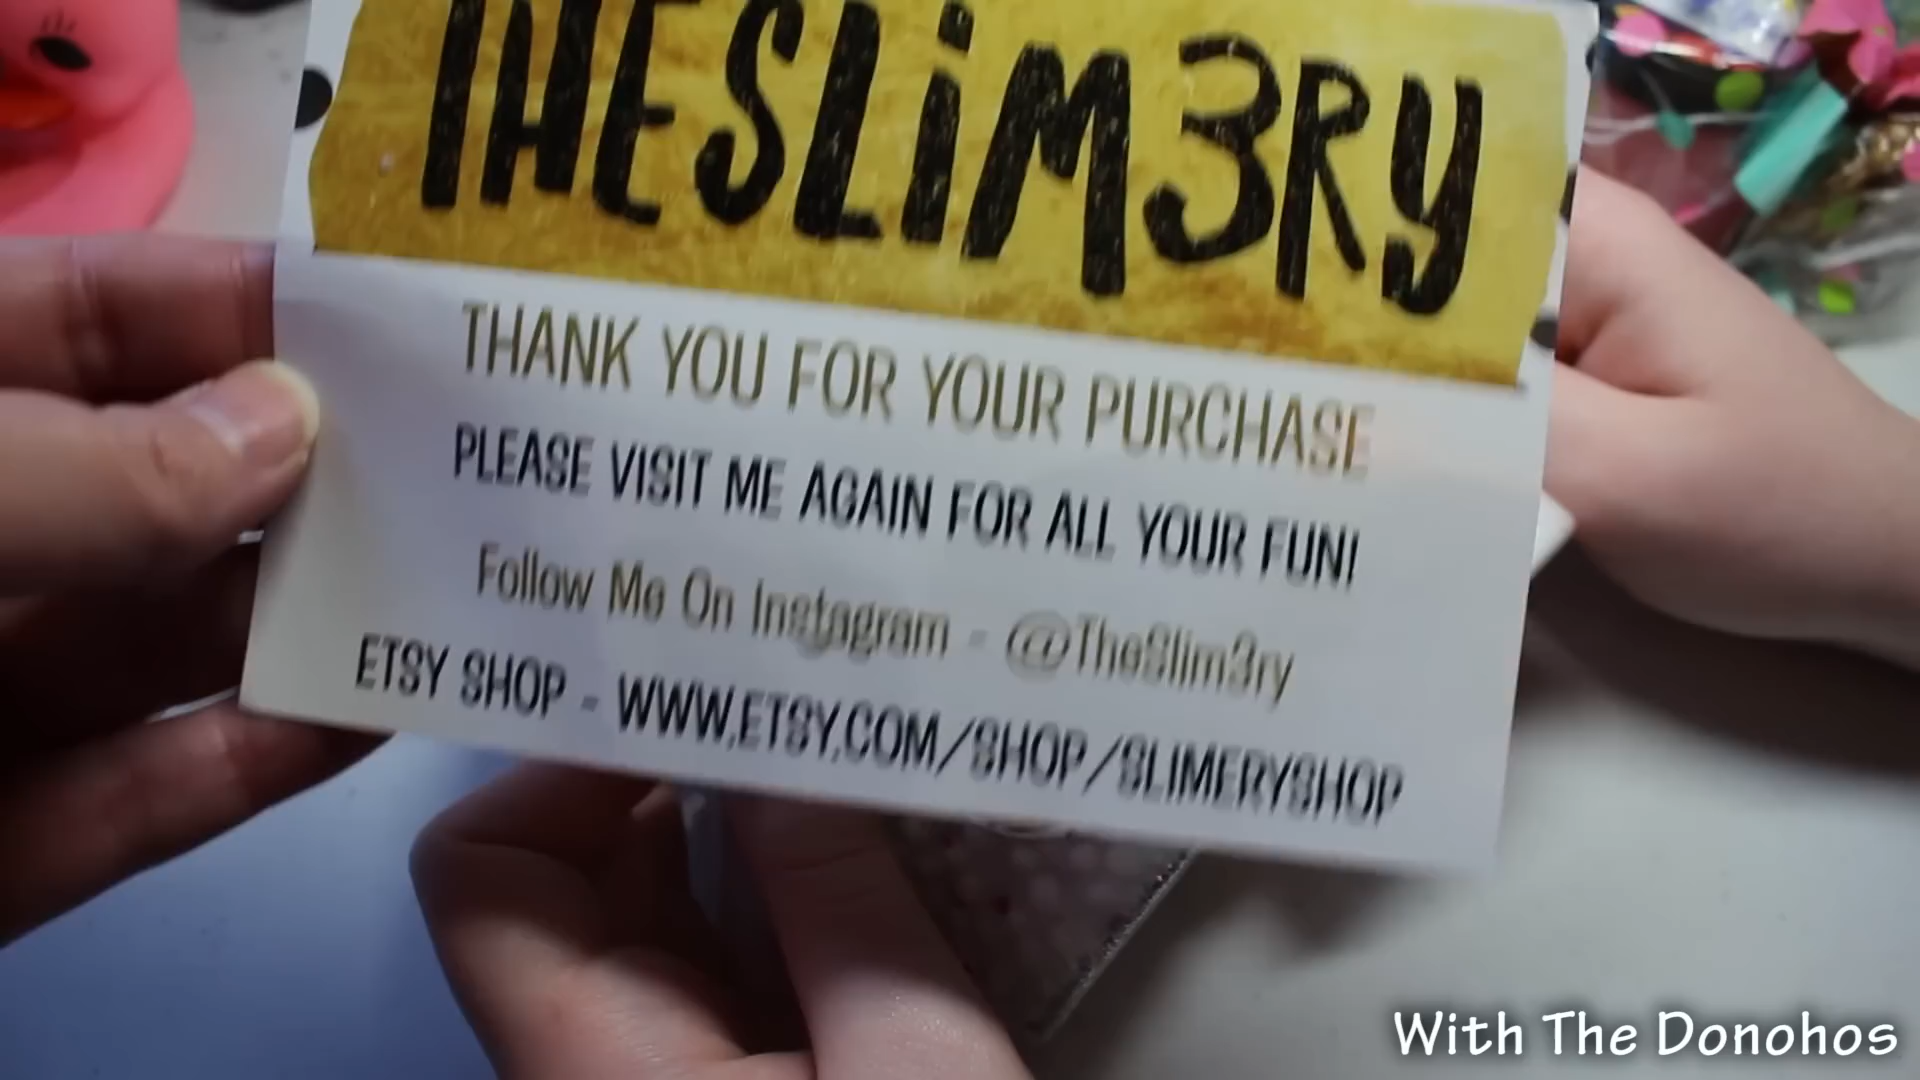 THESLiM3RY
THANK YOU FOR YOUR PURCHASE
PLEASE VISIT ME AGAIN FOR ALL YOUR FUN!
Follow Me On Instagram - @TheSlim3ry
ETSY SHOP - WWW.ETSY.COM/SHOP/SLIMERYSHOP
With The Donohos